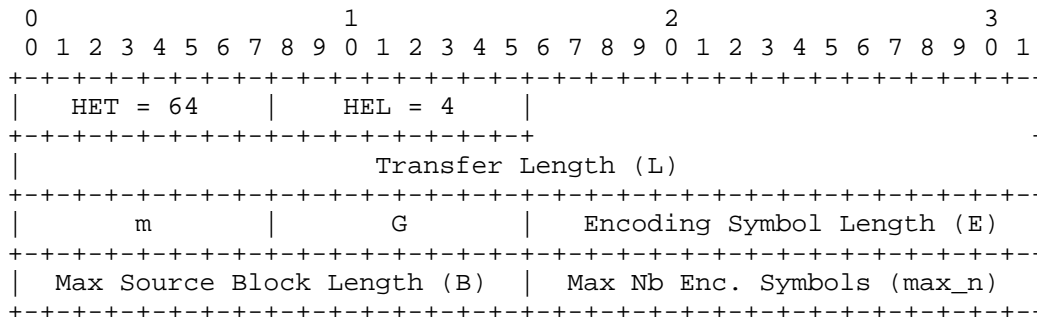 0                   1                   2                   3
 0 1 2 3 4 5 6 7 8 9 0 1 2 3 4 5 6 7 8 9 0 1 2 3 4 5 6 7 8 9 0 1
+-+-+-+-+-+-+-+-+-+-+-+-+-+-+-+-+-+-+-+-+-+-+-+-+-+-+-+-+-+-+-+--
|   HET = 64    |    HEL = 4    |
+-+-+-+-+-+-+-+-+-+-+-+-+-+-+-+-+                               -
|                      Transfer Length (L)
+-+-+-+-+-+-+-+-+-+-+-+-+-+-+-+-+-+-+-+-+-+-+-+-+-+-+-+-+-+-+-+--
|       m       |       G       |   Encoding Symbol Length (E)
+-+-+-+-+-+-+-+-+-+-+-+-+-+-+-+-+-+-+-+-+-+-+-+-+-+-+-+-+-+-+-+--
|  Max Source Block Length (B)  |  Max Nb Enc. Symbols (max_n)
+-+-+-+-+-+-+-+-+-+-+-+-+-+-+-+-+-+-+-+-+-+-+-+-+-+-+-+-+-+-+-+--